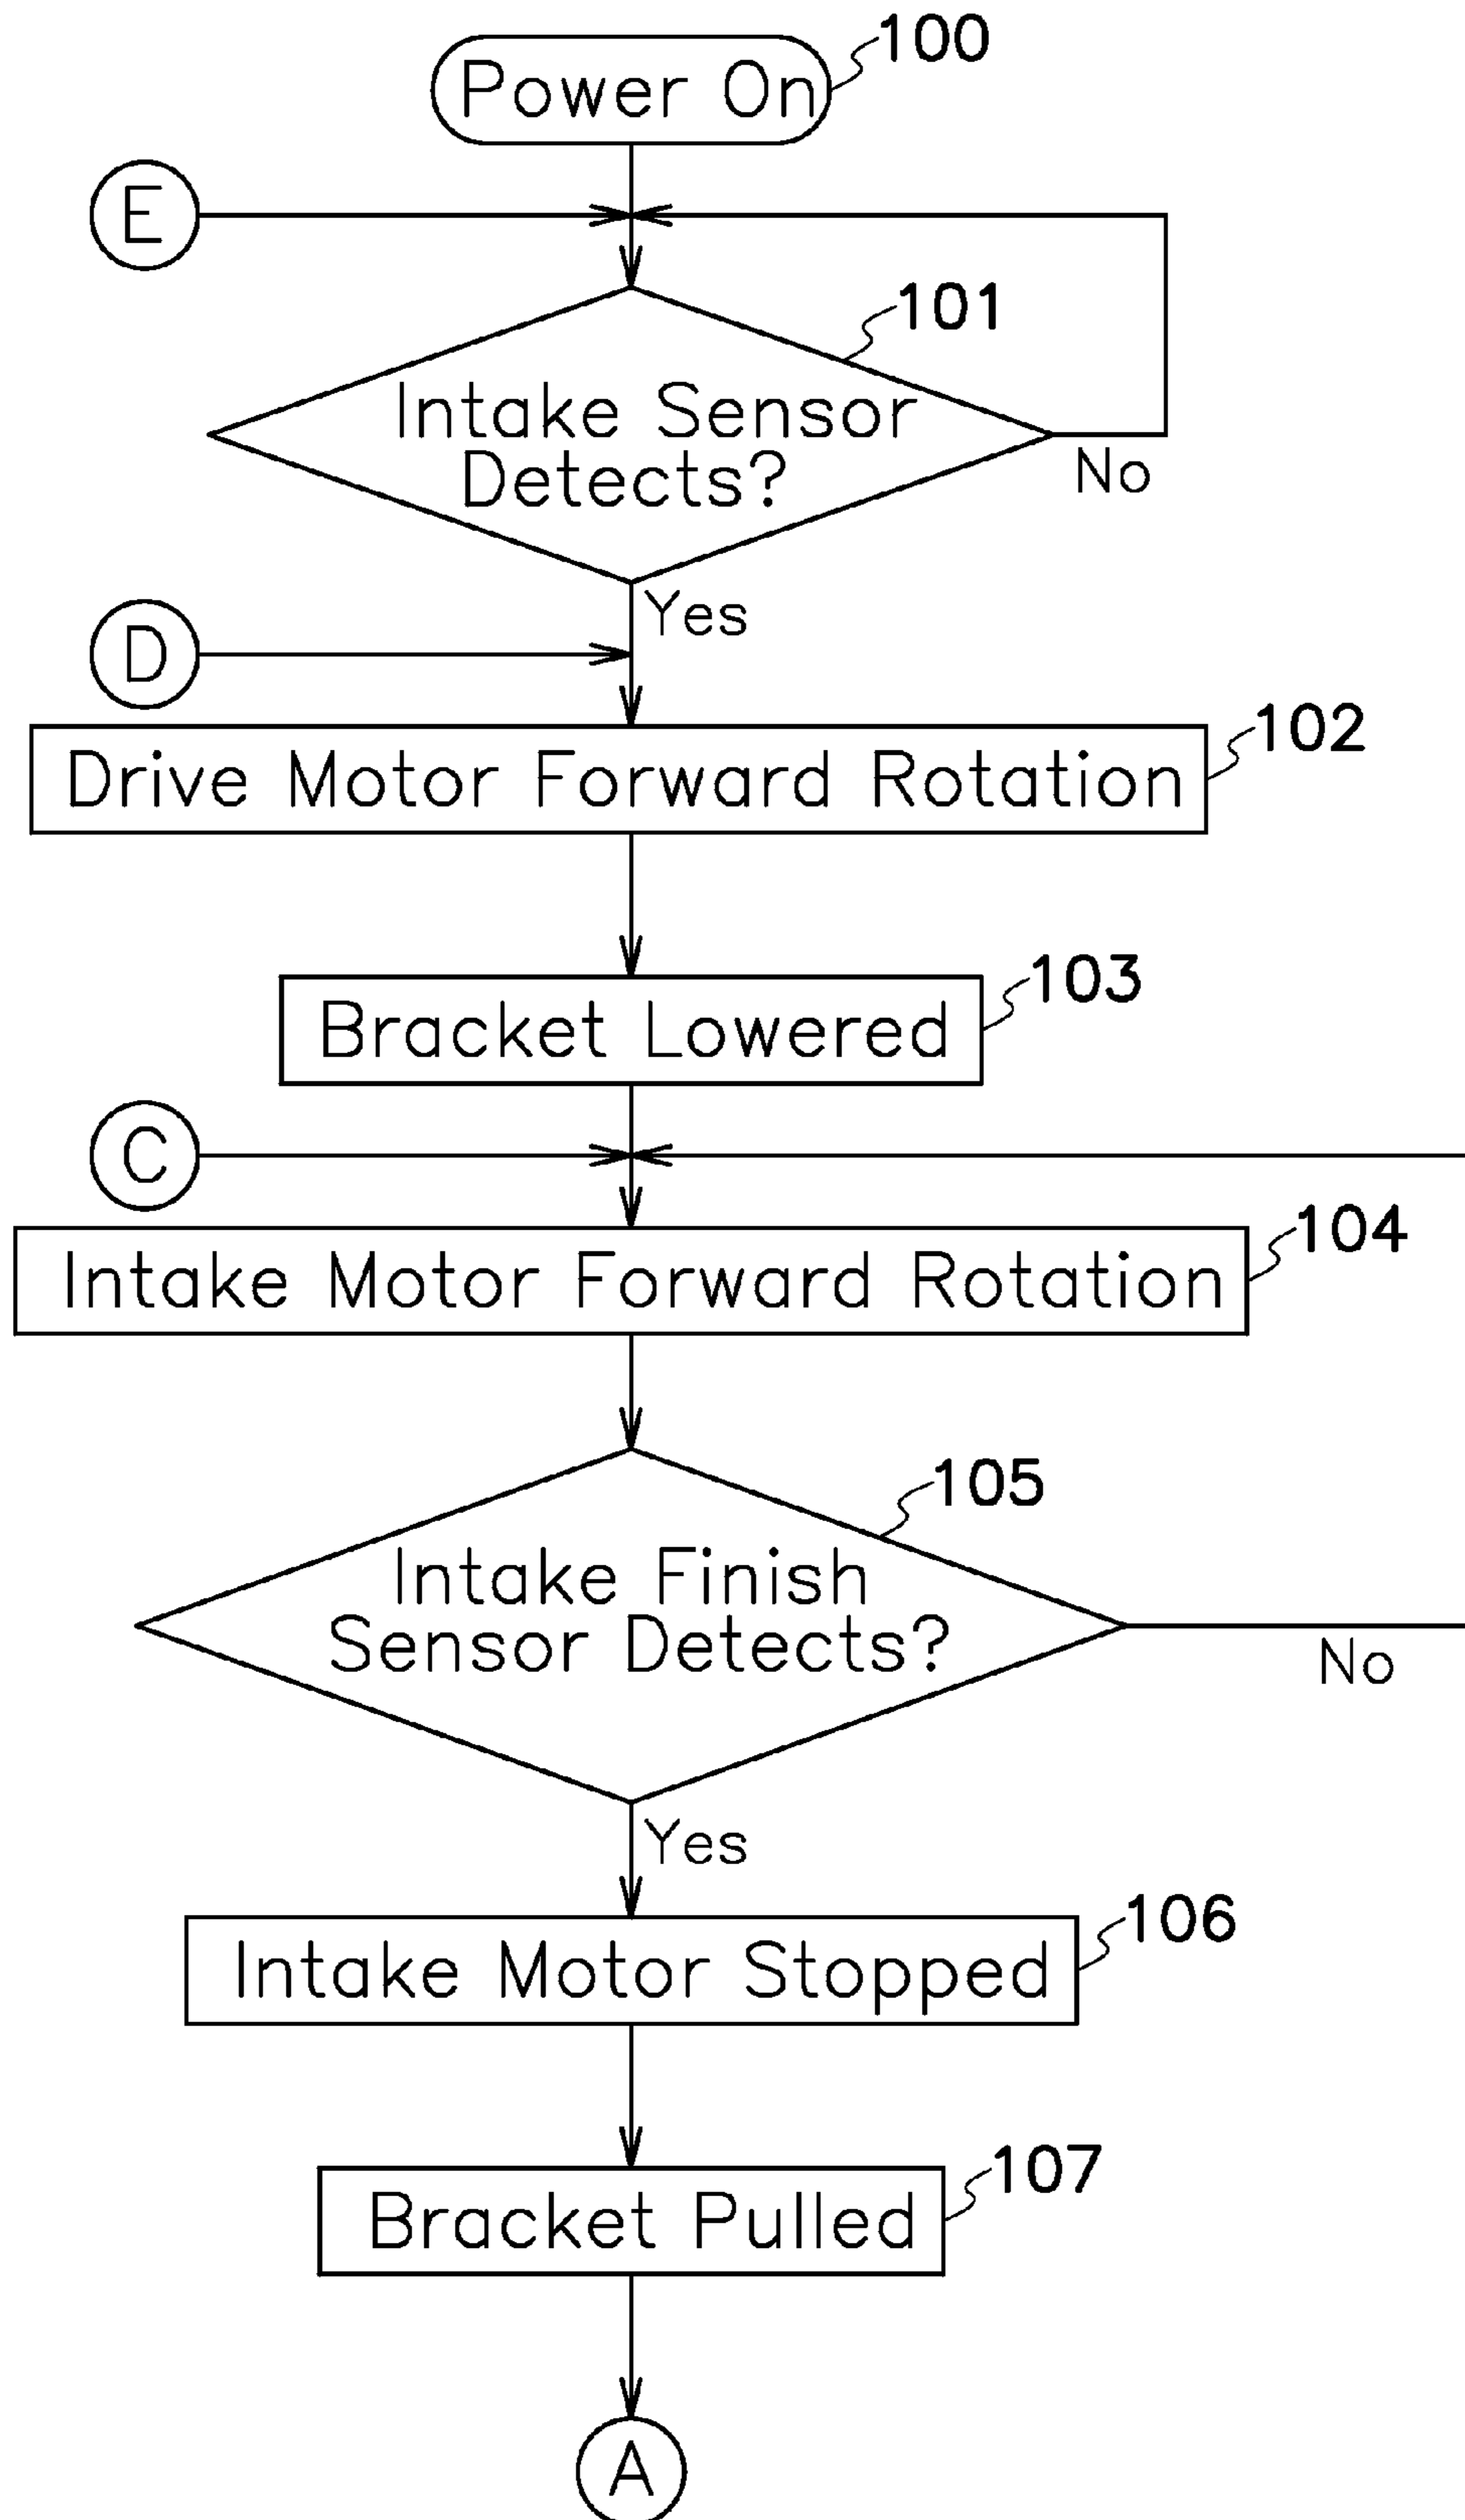 100
Power On
E
101
Intake Sensor
Detects?
No
Yes
D
102
Drive Motor Forward Rotation
103
Bracket Lowered
C
104
Intake Motor Forward Rotation
105
Intake Finish
Sensor Detects?
No
Yes
106
Intake Motor Stopped
107
Bracket Pulled
A